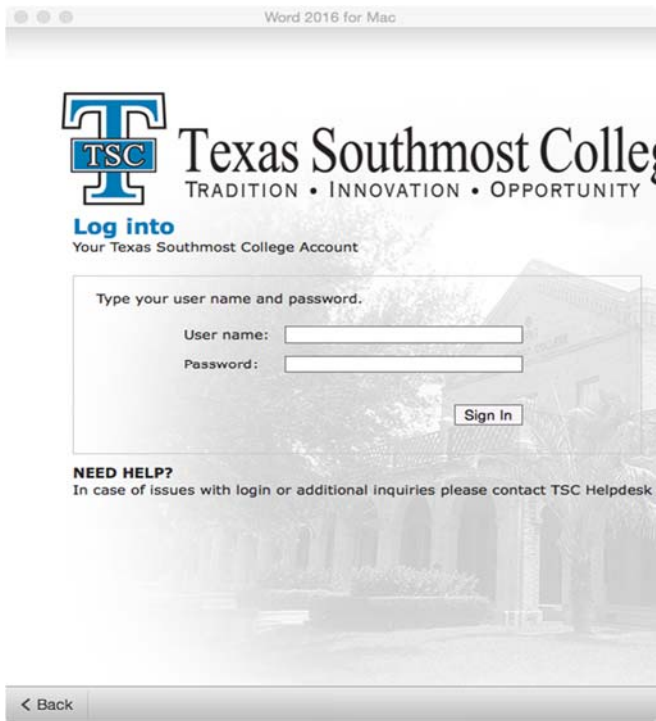 Word 2016 for Mac
TSC
Texas Southmost Colleg
TRADITION • INNOVATION • OPPORTUNITY
Log into
Your Texas Southmost College Account
Type your user name and password.
User name:
Password:
Sign In
NEED HELP?
In case of issues with login or additional inquiries please contact TSC Helpdesk
< Back